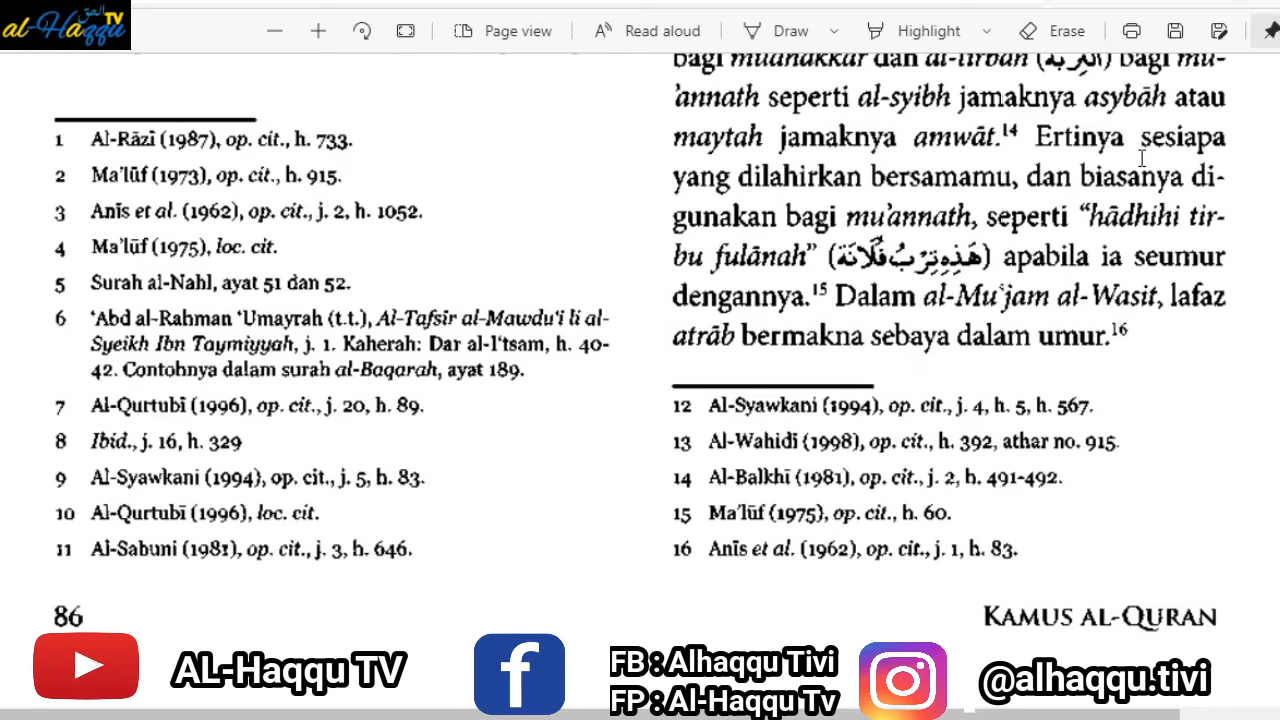 الحق
al-Haqqu TV
Page view
Read aloud
Draw
Highlight
Erase
1 Al-Rāzī (1987), op. cit., h. 733.
2 Ma'lūf (1973), op. cit., h. 915.
3 Anīs et al. (1962), op. cit., j. 2, h. 1052.
4 Ma'lūf (1975), loc. cit.
5 Surah al-Nahl, ayat 51 dan 52.
6 'Abd al-Rahman 'Umayrah (t.t.), Al-Tafsīr al-Mawdu'i li al-
Syeikh Ibn Taymiyyah, j. 1. Kaherah: Dar al-I'tsam, h. 40-
42. Contohnya dalam surah al-Baqarah, ayat 189.
7 Al-Qurtubī (1996), op. cit., j. 20, h. 89.
8 Ibid., j. 16, h. 329
9 Al-Syawkani (1994), op. cit., j. 5, h. 83.
10 Al-Qurtubī (1996), loc. cit.
11 Al-Sabuni (1981), op. cit., j. 3, h. 646.
86
bagi mudhakkar dan al-tirbah (التِّرْبَة) bagi mu-
'annath seperti al-syibh jamaknya asybāh atau
maytah jamaknya amwāt.14 Ertinya sesiapa
yang dilahirkan bersamamu, dan biasanya di-
gunakan bagi mu'annath, seperti "hādhihi tir-
bu fulānah" (هَذِهِ تِرْبُ فُلَانَة) apabila ia seumur
dengannya.15 Dalam al-Mu'jam al-Wasit, lafaz
atrāb bermakna sebaya dalam umur.16
12 Al-Syawkani (1994), op. cit., j. 4, h. 5, h. 567.
13 Al-Wahidī (1998), op. cit., h. 392, athar no. 915.
14 Al-Balkhī (1981), op. cit., j. 2, h. 491-492.
15 Ma'lūf (1975), op. cit., h. 60.
16 Anīs et al. (1962), op. cit., j. 1, h. 83.
KAMUS AL-QURAN
AL-Haqqu TV
FB : Alhaqqu Tivi
FP : Al-Haqqu Tv
@alhaqqu.tivi